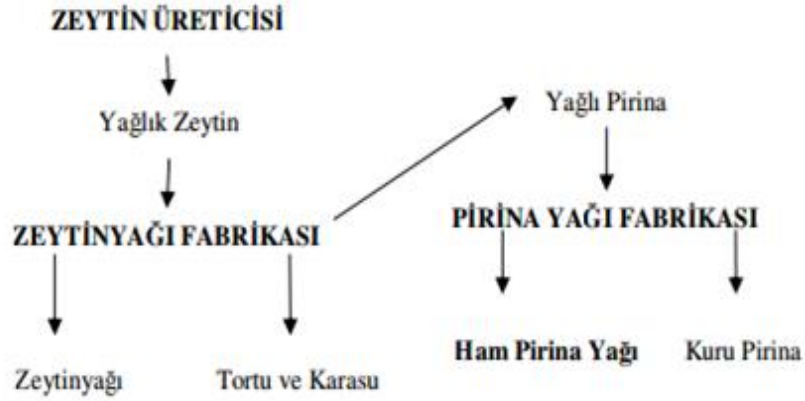 ZEYTİN ÜRETİCİSİ
Yağlık Zeytin
ZEYTİNYAĞI FABRİKASI
Zeytinyağı
Tortu ve Karasu
Yağlı Pirina
PİRİNA YAĞI FABRİKASI
Ham Pirina Yağı
Kuru Pirina